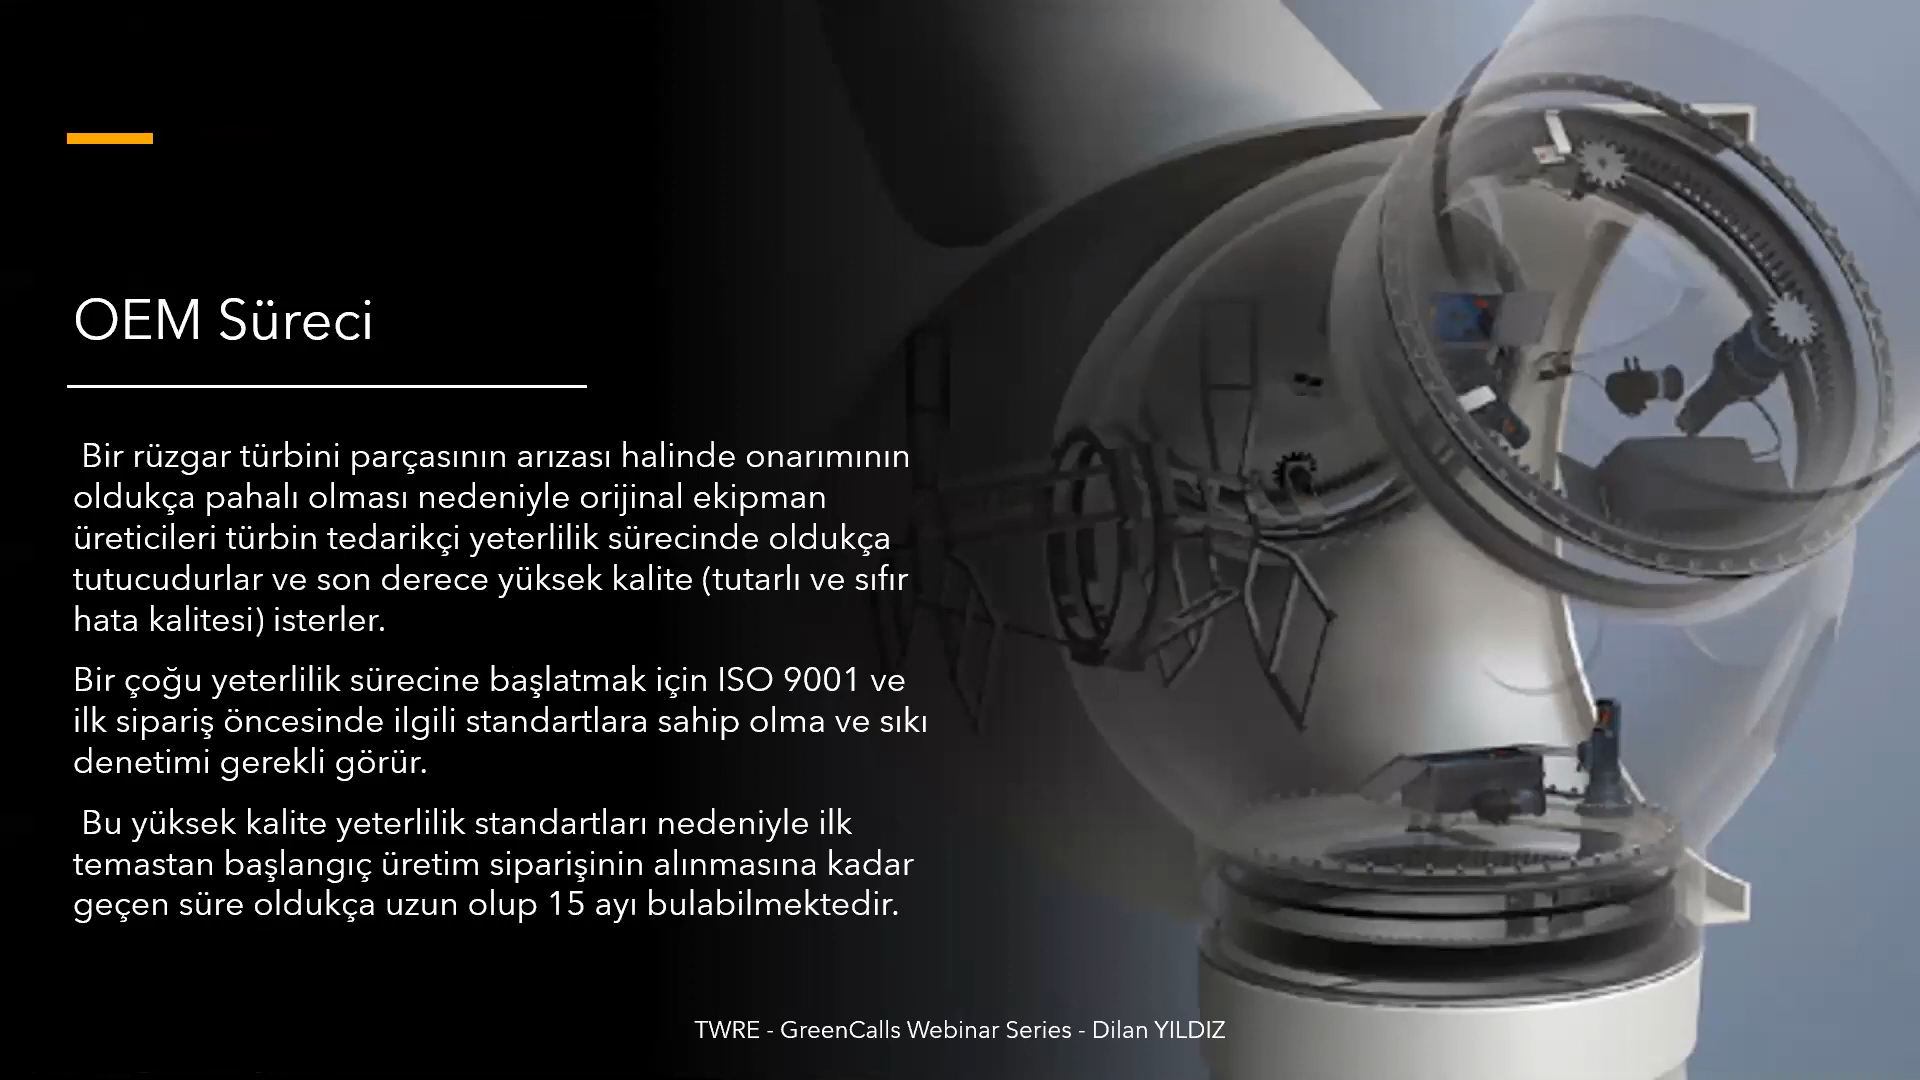 OEM Süreci
Bir rüzgar türbini parçasının arızası halinde onarımının
oldukça pahalı olması nedeniyle orijinal ekipman
üreticileri türbin tedarikçi yeterlilik sürecinde oldukça
tutucudurlar ve son derece yüksek kalite (tutarlı ve sıfır
hata kalitesi) isterler.
Bir çoğu yeterlilik sürecine başlatmak için ISO 9001 ve
ilk sipariş öncesinde ilgili standartlara sahip olma ve sıkı
denetimi gerekli görür.
Bu yüksek kalite yeterlilik standartları nedeniyle ilk
temastan başlangıç üretim siparişinin alınmasına kadar
geçen süre oldukça uzun olup 15 ayı bulabilmektedir.
TWRE - GreenCalls Webinar Series - Dilan YILDIZ